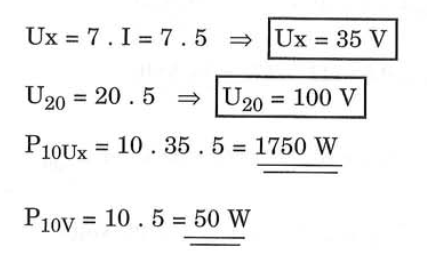 Ux = 7 . I = 7 . 5 ⇒ Ux = 35 V
U₂₀ = 20 . 5 ⇒ U₂₀ = 100 V
P₁₀Uₓ = 10 . 35 . 5 = 1750 W
P₁₀V = 10 . 5 = 50 W